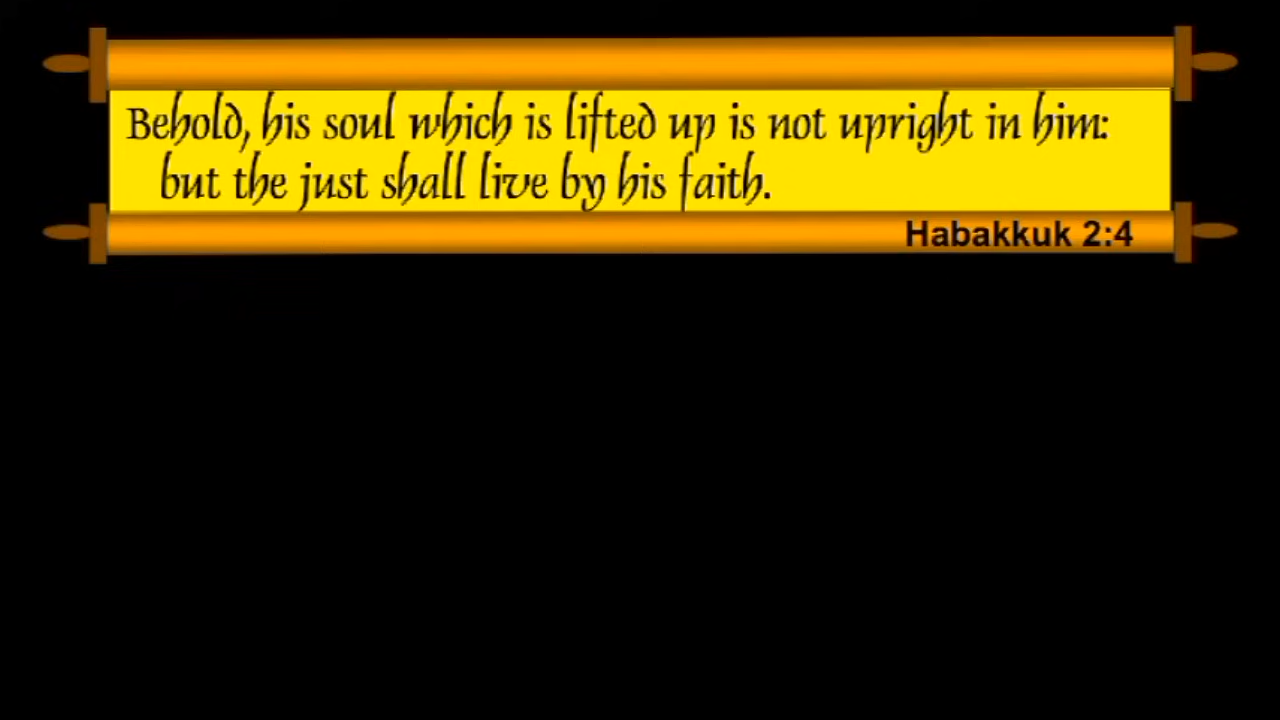 Behold, his soul which is lifted up is not upright in him:
but the just shall live by his faith.
Habakkuk 2:4